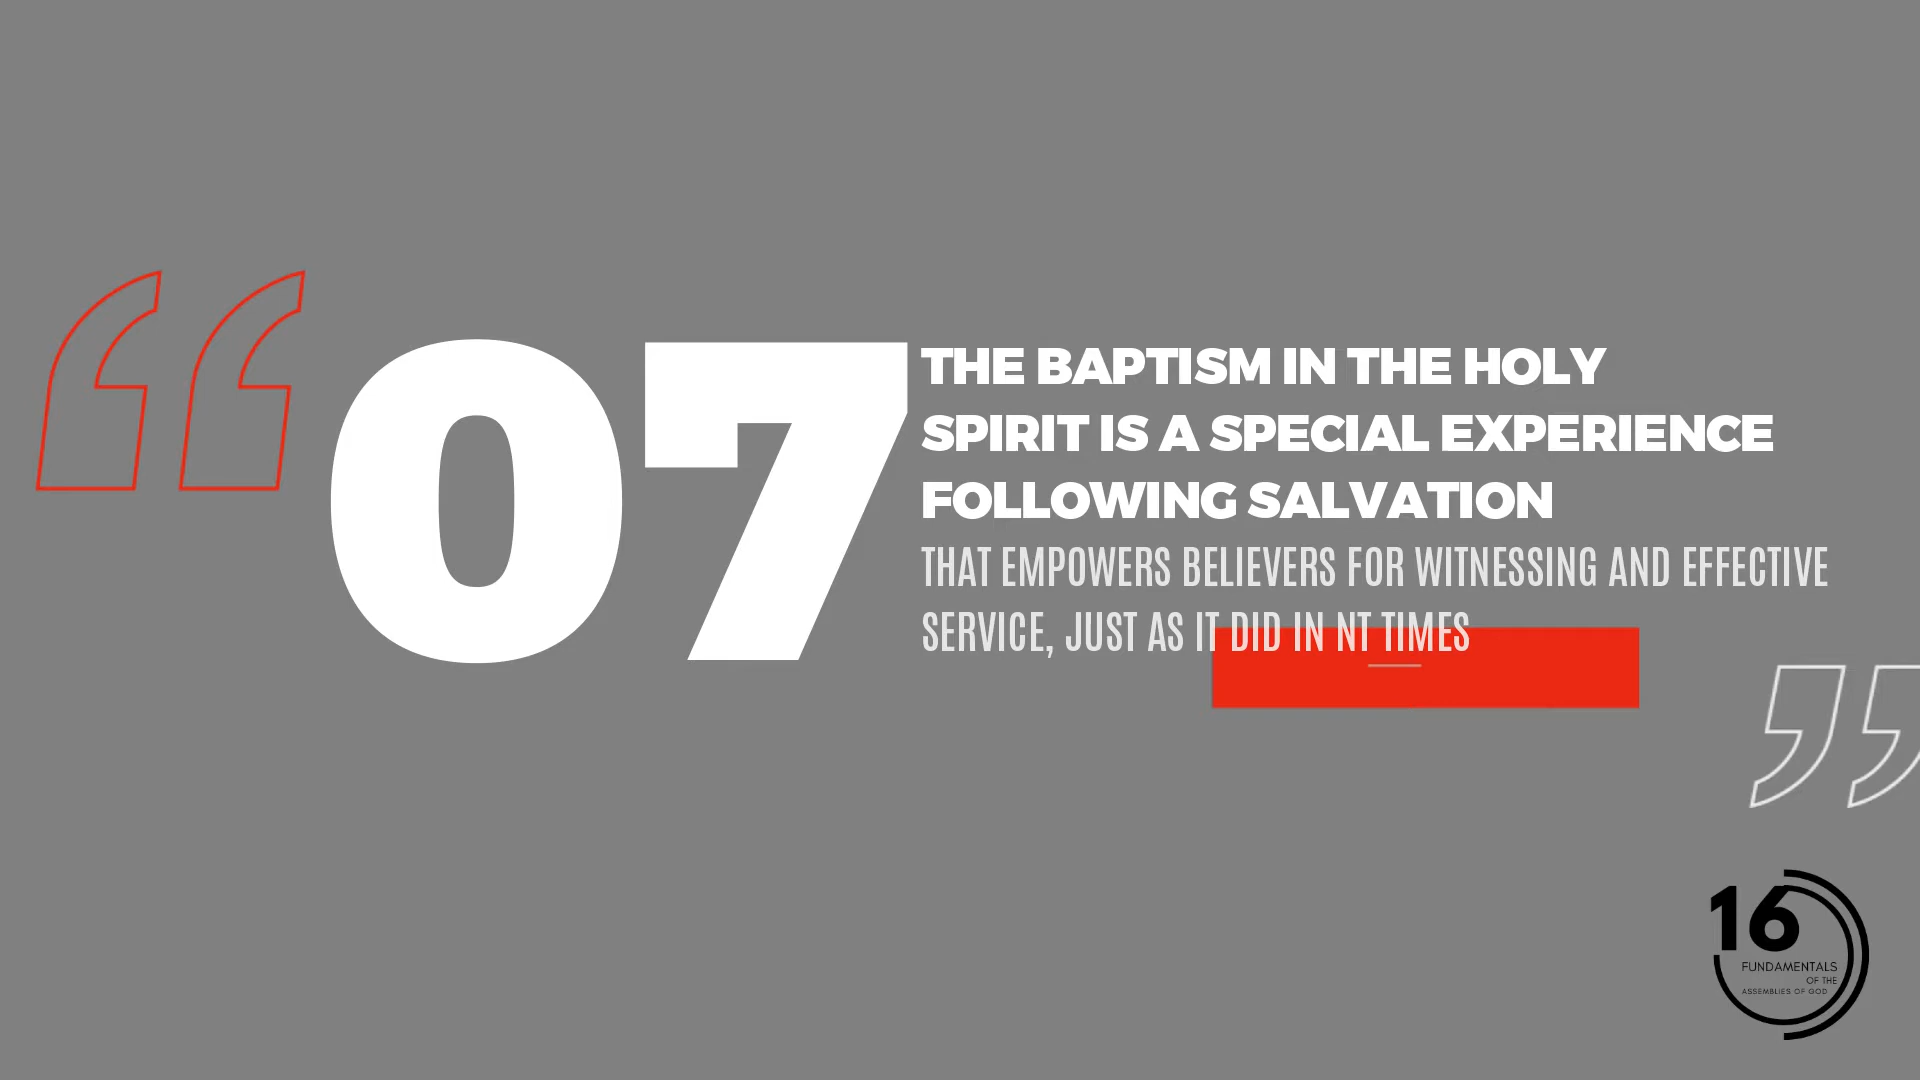 “
07
THE BAPTISM IN THE HOLY
SPIRIT IS A SPECIAL EXPERIENCE
FOLLOWING SALVATION
THAT EMPOWERS BELIEVERS FOR WITNESSING AND EFFECTIVE
SERVICE, JUST AS IT DID IN NT TIMES
”
16
FUNDAMENTALS
OF THE
ASSEMBLIES OF GOD